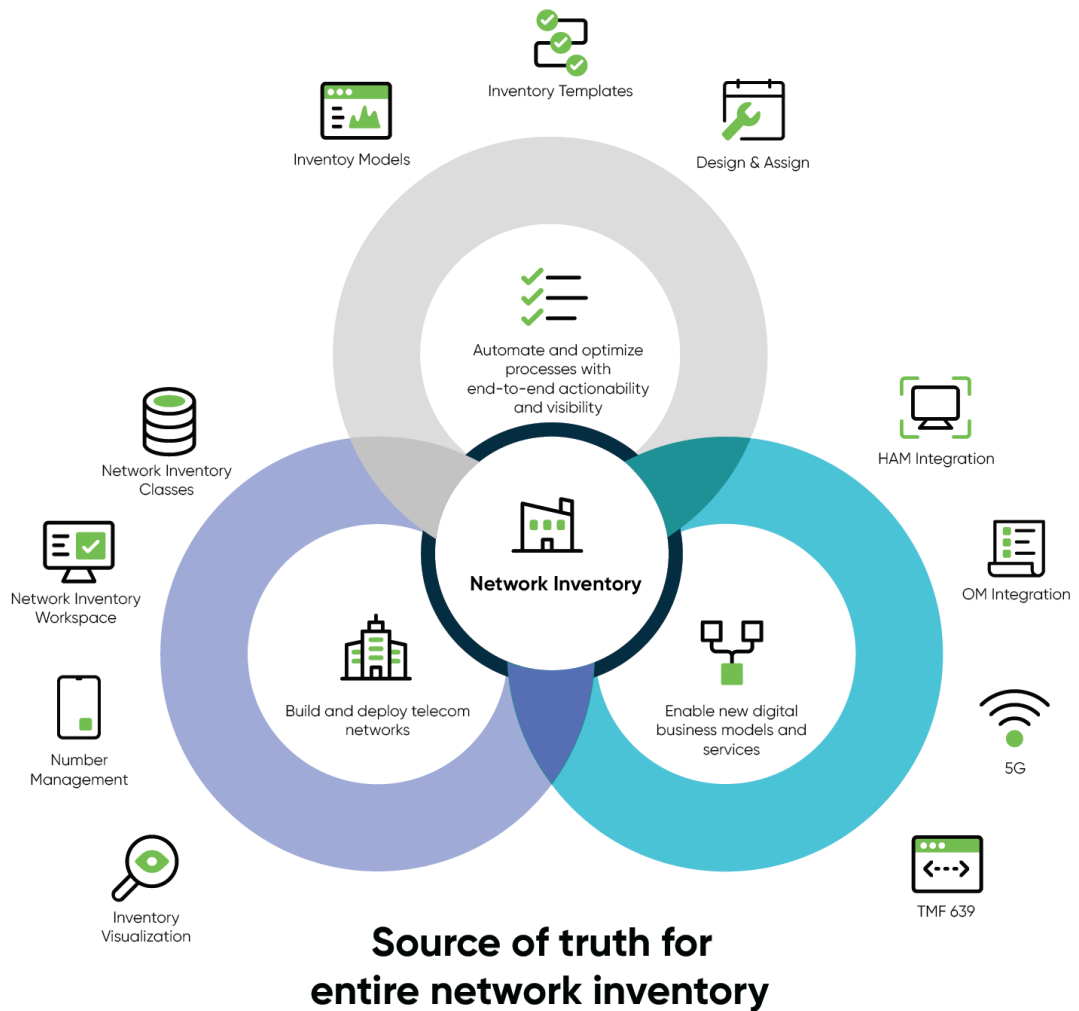 Inventory Templates
Inventoy Models
Design & Assign
Automate and optimize
processes with
end-to-end actionability
and visibility
Network Inventory
Classes
HAM Integration
Network Inventory
Network Inventory
Workspace
OM Integration
Build and deploy telecom
networks
Enable new digital
business models and
services
Number
Management
5G
Inventory
Visualization
TMF 639
Source of truth for
entire network inventory